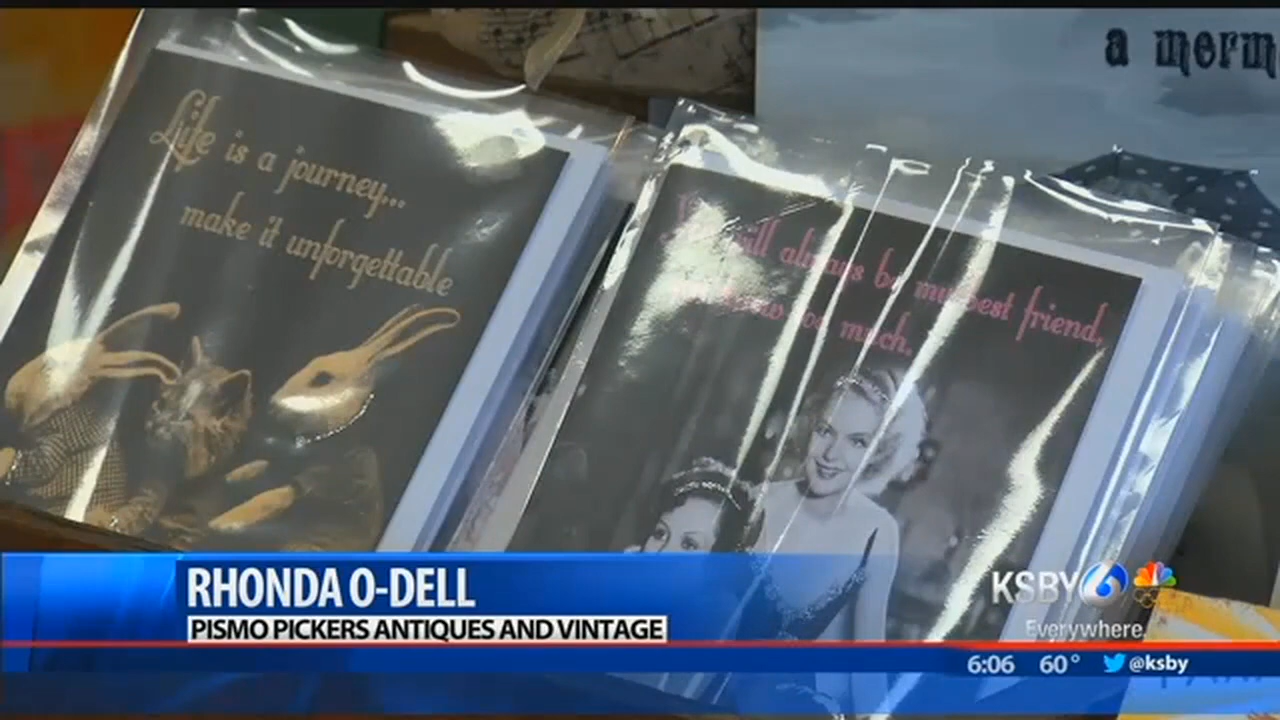 a merm
Life is a journey...
make it unforgettable
will always be my best friend,
much.
RHONDA O-DELL
PISMO PICKERS ANTIQUES AND VINTAGE
KSBY 6
Everywhere.
6:06 60° @ksby